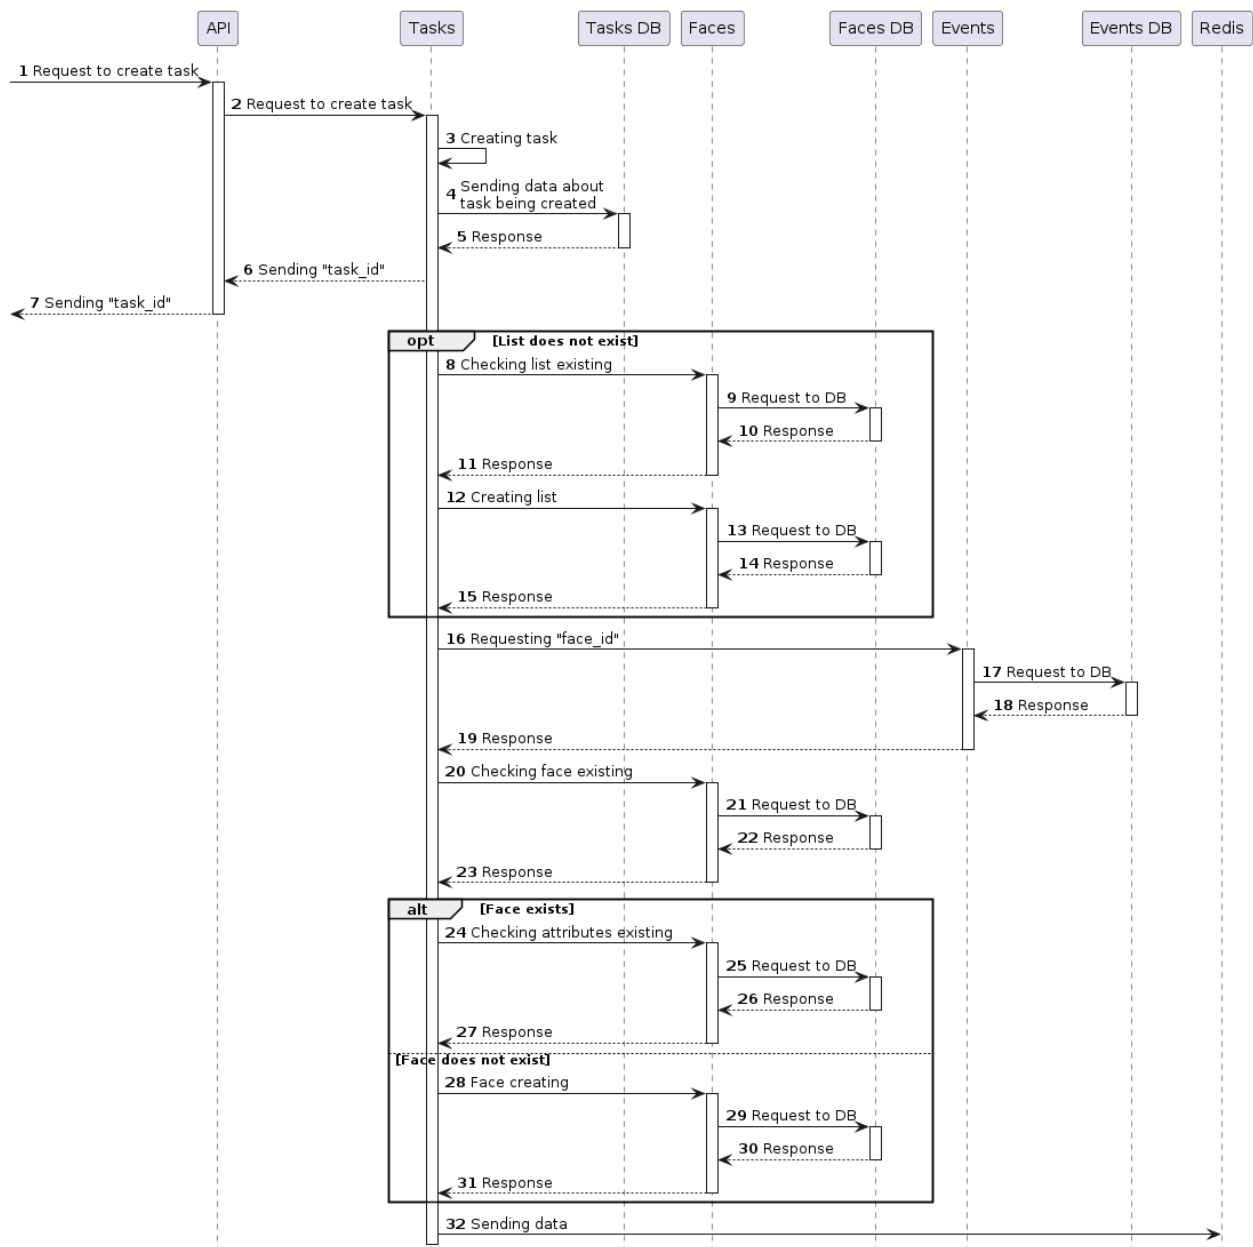 API Tasks Tasks DB Faces Faces DB Events Events DB Redis
1 Request to create task
2 Request to create task
3 Creating task
4 Sending data about
task being created
5 Response
6 Sending "task_id"
7 Sending "task_id"
opt [List does not exist]
8 Checking list existing
9 Request to DB
10 Response
11 Response
12 Creating list
13 Request to DB
14 Response
15 Response
16 Requesting "face_id"
17 Request to DB
18 Response
19 Response
20 Checking face existing
21 Request to DB
22 Response
23 Response
alt [Face exists]
24 Checking attributes existing
25 Request to DB
26 Response
27 Response
[Face does not exist]
28 Face creating
29 Request to DB
30 Response
31 Response
32 Sending data